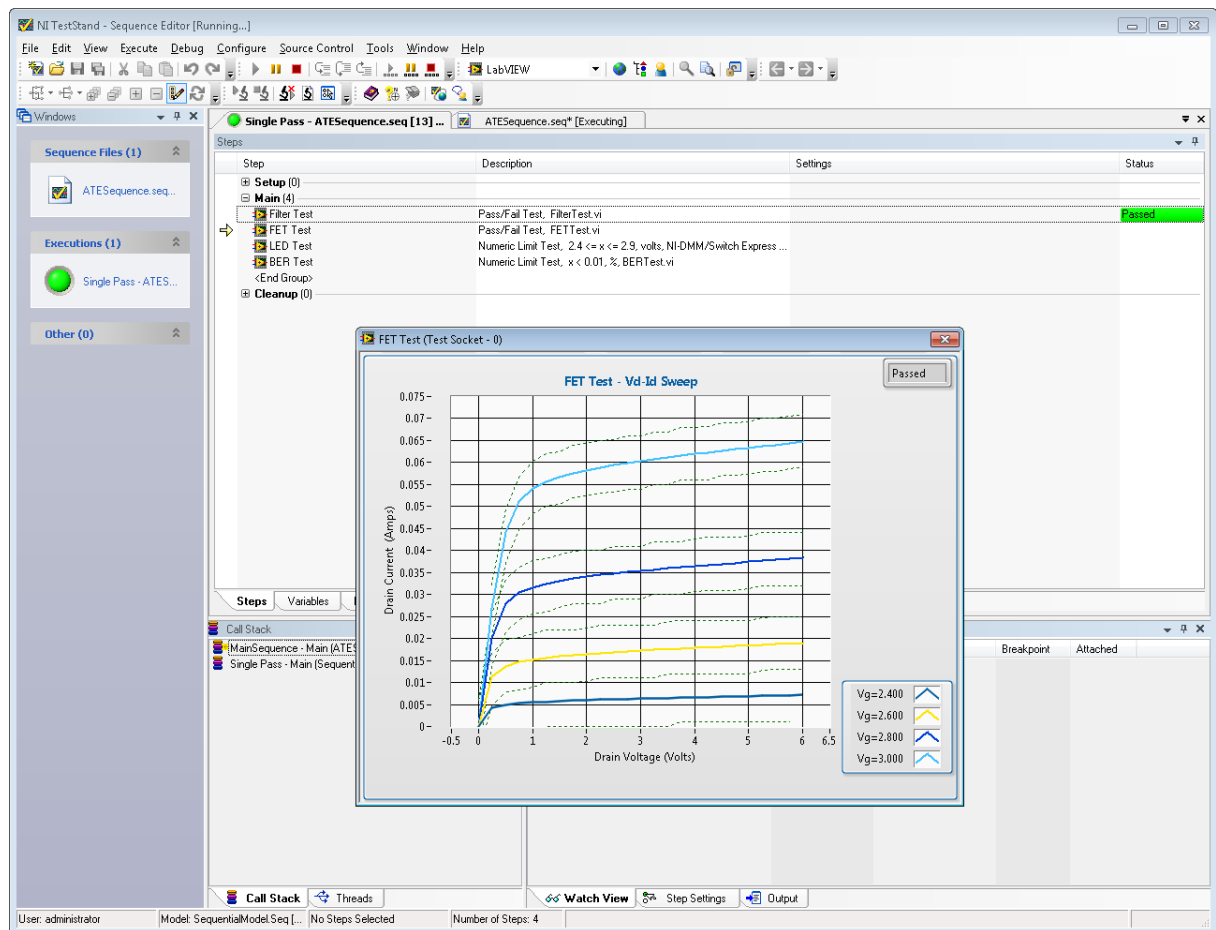 NI TestStand - Sequence Editor [Running...]
File Edit View Execute Debug Configure Source Control Tools Window Help
LabVIEW
Windows
Single Pass - ATESequence.seq [13] ...
ATESequence.seq* [Executing]
Sequence Files (1)
ATESequence.seq...
Executions (1)
Single Pass - ATES...
Other (0)
Steps
Step Description Settings Status
Setup (0)
Main (4)
Filter Test Pass/Fail Test, FilterTest.vi Passed
FET Test Pass/Fail Test, FETTest.vi
LED Test Numeric Limit Test, 2.4 <= x <= 2.9, volts, NI-DMM/Switch Express ...
BER Test Numeric Limit Test, x < 0.01, %, BERTest.vi
<End Group>
Cleanup (0)
FET Test (Test Socket - 0)
FET Test - Vd-Id Sweep
Passed
0.075
0.07
0.065
0.06
0.055
0.05
0.045
0.04
0.035
0.03
0.025
0.02
0.015
0.01
0.005
0
Drain Current (Amps)
-0.5 0 1 2 3 4 5 6 6.5
Drain Voltage (Volts)
Vg=2.400
Vg=2.600
Vg=2.800
Vg=3.000
Steps Variables
Call Stack
MainSequence - Main (ATES
Single Pass - Main (Sequent
Breakpoint Attached
Call Stack Threads
Watch View Step Settings Output
User: administrator Model: SequentialModel.Seq [... No Steps Selected Number of Steps: 4